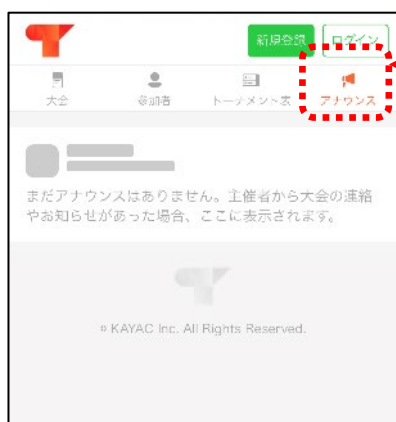 新規登録 ログイン
大会 参加者 トーナメント表 アナウンス
まだアナウンスはありません。主催者から大会の連絡
やお知らせがあった場合、ここに表示されます。
© KAYAC Inc. All Rights Reserved.